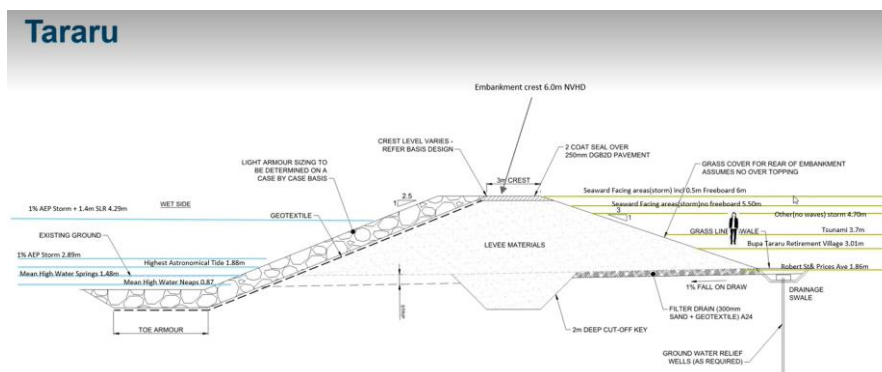 Tararu
Embankment crest 6.0m NVHD
CREST LEVEL VARIES -
REFER BASIS DESIGN
2 COAT SEAL OVER
250mm DGB20 PAVEMENT
LIGHT ARMOUR SIZING TO
BE DETERMINED ON A
CASE BY CASE BASIS
GRASS COVER FOR REAR OF EMBANKMENT
ASSUMES NO OVER TOPPING
3m CREST
2.5
1
Seaward Facing areas(storm) incl 0.5m Freeboard 6m
Seaward Facing areas(storm)no freeboard 5.50m
1% AEP Storm + 1.4m SLR 4.29m
WET SIDE
GEOTEXTILE
3
1
Other(no waves) storm 4.70m
Tsunami 3.7m
GRASS LINE SWALE
EXISTING GROUND
LEVEE MATERIALS
Bupa Tararu Retirement Village 3.01m
1% AEP Storm 2.89m
Highest Astronomical Tide 1.88m
Robert St& Prices Ave 1.86m
Mean High Water Springs 1.48m
Mean High Water Neaps 0.87
1% FALL ON DRAW
DRAINAGE
SWALE
FILTER DRAIN (300mm
SAND + GEOTEXTILE) A24
TOE ARMOUR
2m DEEP CUT-OFF KEY
GROUND WATER RELIEF
WELLS (AS REQUIRED)